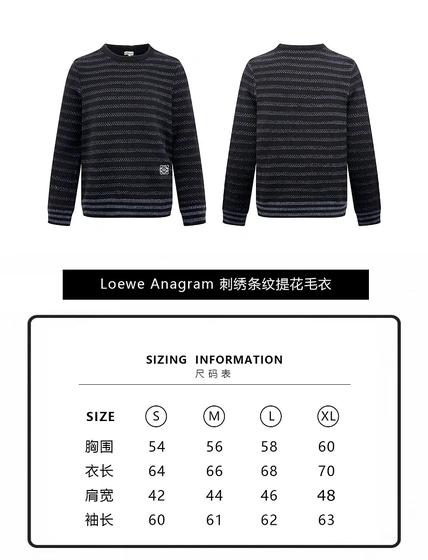 Loewe Anagram 刺绣条纹提花毛衣
SIZING INFORMATION
尺码表
SIZE S M L XL
胸围 54 56 58 60
衣长 64 66 68 70
肩宽 42 44 46 48
袖长 60 61 62 63